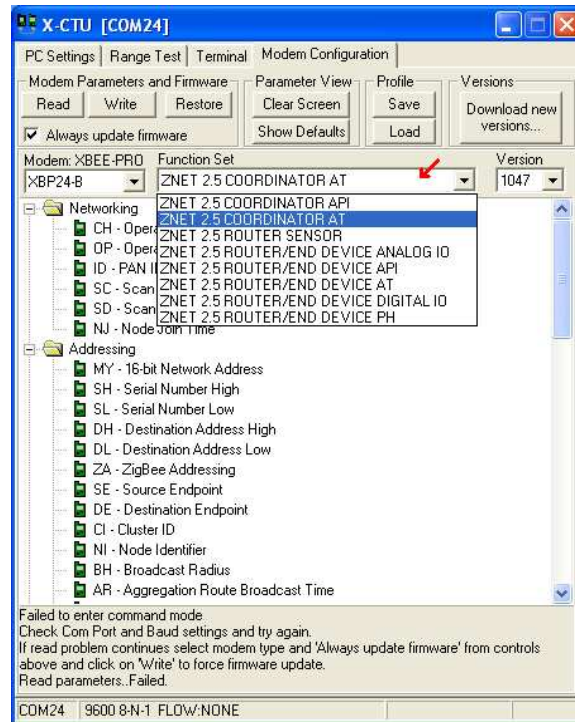 X-CTU [COM24]
PC Settings Range Test Terminal Modem Configuration
Modem Parameters and Firmware Parameter View Profile Versions
Read Write Restore Clear Screen Save Download new versions...
Always update firmware Show Defaults Load
Modem: XBEE-PRO Function Set Version
XBP24-B ZNET 2.5 COORDINATOR AT 1047
ZNET 2.5 COORDINATOR API
ZNET 2.5 COORDINATOR AT
ZNET 2.5 ROUTER SENSOR
ZNET 2.5 ROUTER/END DEVICE ANALOG IO
ZNET 2.5 ROUTER/END DEVICE API
ZNET 2.5 ROUTER/END DEVICE AT
ZNET 2.5 ROUTER/END DEVICE DIGITAL IO
ZNET 2.5 ROUTER/END DEVICE PH
Networking
CH - Oper
OP - Oper
ID - PAN I
SC - Scan
SD - Scan
NJ - Node Join Time
Addressing
MY - 16-bit Network Address
SH - Serial Number High
SL - Serial Number Low
DH - Destination Address High
DL - Destination Address Low
ZA - ZigBee Addressing
SE - Source Endpoint
DE - Destination Endpoint
CI - Cluster ID
NI - Node Identifier
BH - Broadcast Radius
AR - Aggregation Route Broadcast Time
Failed to enter command mode
Check Com Port and Baud settings and try again.
If read problem continues select modem type and 'Always update firmware' from controls
above and click on 'Write' to force firmware update.
Read parameters..Failed.
COM24 9600 8-N-1 FLOW:NONE